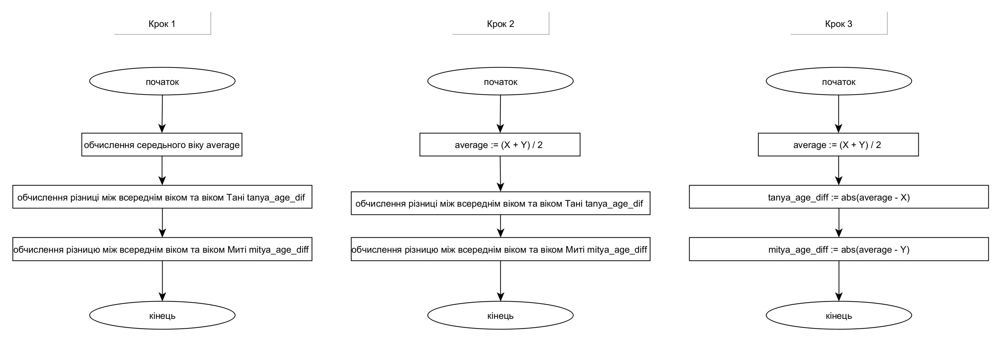 Крок 1
початок
обчислення середьного віку average
обчислення різниці між всереднім віком та віком Тані tanya_age_dif
обчислення різницю між всереднім віком та віком Миті mitya_age_diff
кінець
Крок 2
початок
average := (X + Y) / 2
обчислення різниці між всереднім віком та віком Тані tanya_age_dif
обчислення різницю між всереднім віком та віком Миті mitya_age_diff
кінець
Крок 3
початок
average := (X + Y) / 2
tanya_age_diff := abs(average - X)
mitya_age_diff := abs(average - Y)
кінець